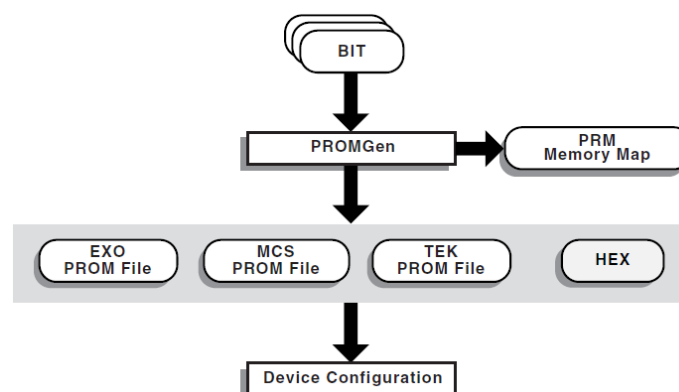 BIT
PROMGen
PRM
Memory Map
EXO
PROM File
MCS
PROM File
TEK
PROM File
HEX
Device Configuration